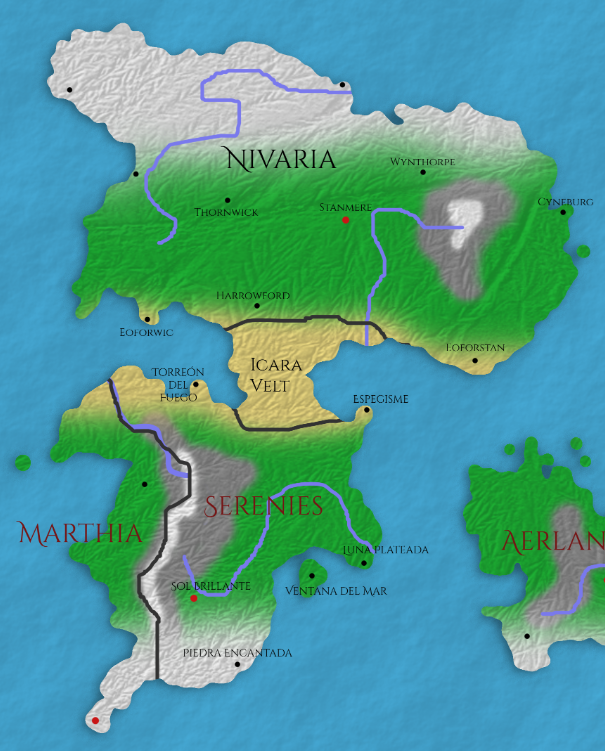 Nivaria
Wynthorpe
Thornwick
Stanmere
Cyneburg
Harrowford
Eoforwic
Loforstan
Icara
Velt
Torreón
del
Fuego
Espegisme
Serenies
Marthia
Aerlan
Luna Plateada
Sol Brillante
Ventana del Mar
Piedra Encantada